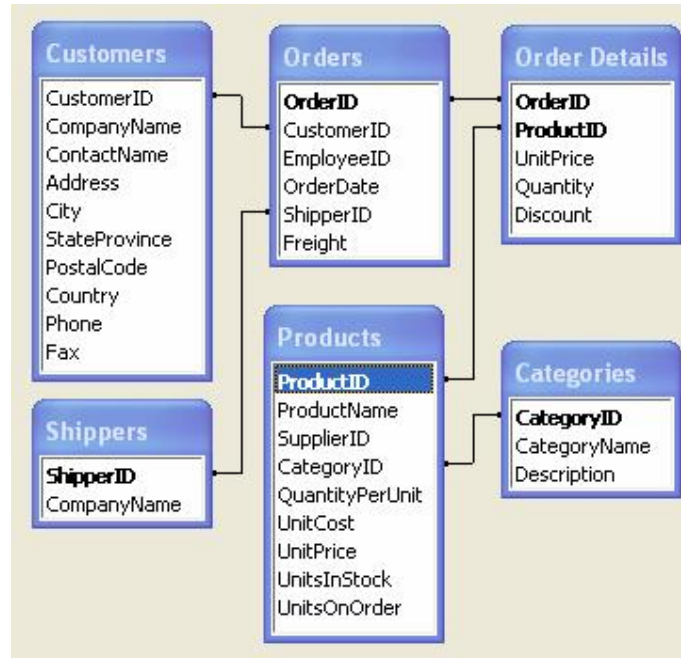 Customers
CustomerID
CompanyName
ContactName
Address
City
StateProvince
PostalCode
Country
Phone
Fax
Orders
OrderID
CustomerID
EmployeeID
OrderDate
ShipperID
Freight
Order Details
OrderID
ProductID
UnitPrice
Quantity
Discount
Shippers
ShipperID
CompanyName
Products
ProductID
ProductName
SupplierID
CategoryID
QuantityPerUnit
UnitCost
UnitPrice
UnitsInStock
UnitsOnOrder
Categories
CategoryID
CategoryName
Description